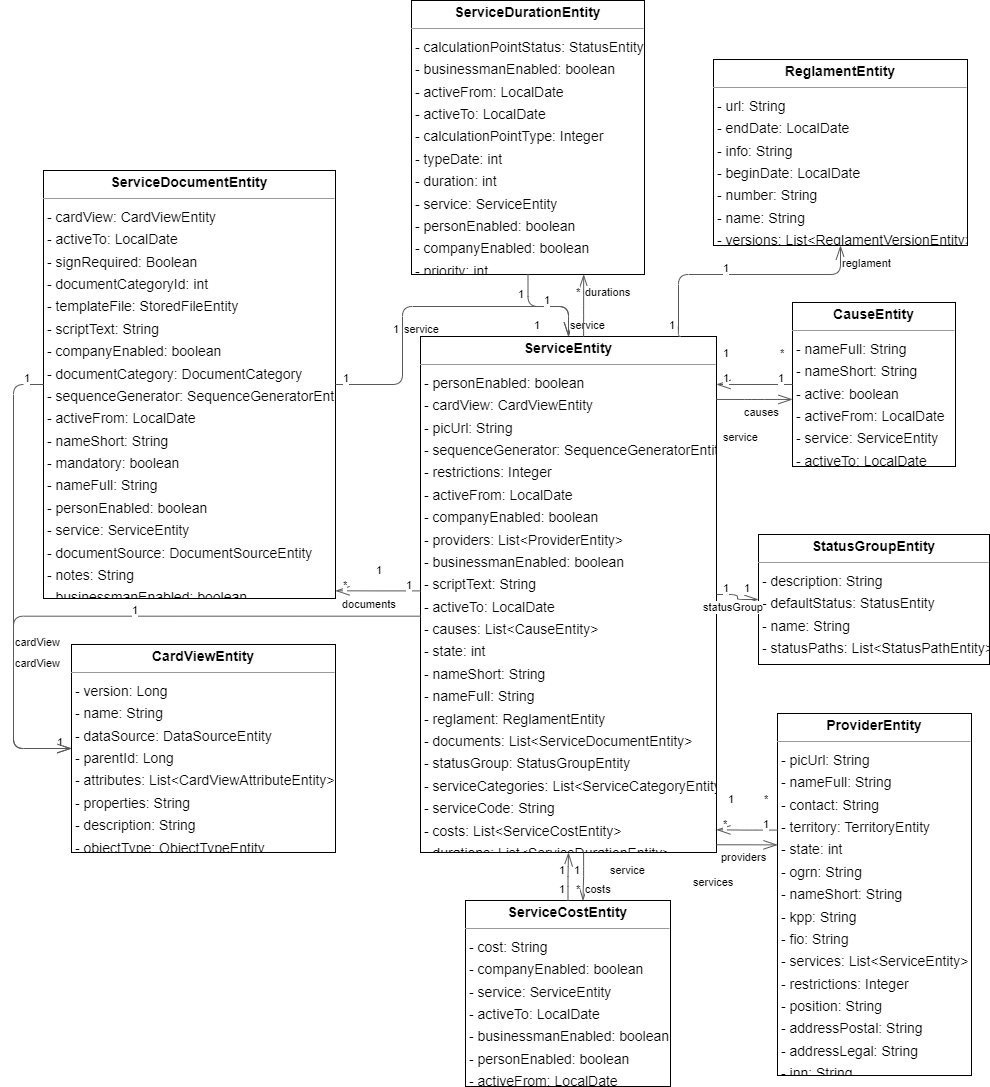 ServiceDurationEntity
- calculationPointStatus: StatusEntity
- businessmanEnabled: boolean
- activeFrom: LocalDate
- activeTo: LocalDate
- calculationPointType: Integer
- typeDate: int
- duration: int
- service: ServiceEntity
- personEnabled: boolean
- companyEnabled: boolean
- priority: int
ReglamentEntity
- url: String
- endDate: LocalDate
- info: String
- beginDate: LocalDate
- number: String
- name: String
- versions: List<ReglamentVersionEntity
ServiceDocumentEntity
- cardView: CardViewEntity
- activeTo: LocalDate
- signRequired: Boolean
- documentCategoryId: int
- templateFile: StoredFileEntity
- scriptText: String
- companyEnabled: boolean
- documentCategory: DocumentCategory
- sequenceGenerator: SequenceGeneratorEnt
- activeFrom: LocalDate
- nameShort: String
- mandatory: boolean
- nameFull: String
- personEnabled: boolean
- service: ServiceEntity
- documentSource: DocumentSourceEntity
- notes: String
- businessmanEnabled: boolean
1
reglament
1
1
* durations
1 service
1
service
1
1
1
ServiceEntity
- personEnabled: boolean
- cardView: CardViewEntity
- picUrl: String
- sequenceGenerator: SequenceGeneratorEntit
- restrictions: Integer
- activeFrom: LocalDate
- companyEnabled: boolean
- providers: List<ProviderEntity>
- businessmanEnabled: boolean
- scriptText: String
- activeTo: LocalDate
- causes: List<CauseEntity>
- state: int
- nameShort: String
- nameFull: String
- reglament: ReglamentEntity
- documents: List<ServiceDocumentEntity>
- statusGroup: StatusGroupEntity
- serviceCategories: List<ServiceCategoryEntity
- serviceCode: String
- costs: List<ServiceCostEntity>
- durations: List<ServiceDurationEntity>
CauseEntity
- nameFull: String
- nameShort: String
- active: boolean
- activeFrom: LocalDate
- service: ServiceEntity
- activeTo: LocalDate
1
*
1
1
causes
service
StatusGroupEntity
- description: String
- defaultStatus: StatusEntity
- name: String
- statusPaths: List<StatusPathEntity>
1
1
statusGroup
1
*
1
documents
1
cardView
cardView
1
CardViewEntity
- version: Long
- name: String
- dataSource: DataSourceEntity
- parentId: Long
- attributes: List<CardViewAttributeEntity>
- properties: String
- description: String
- objectType: ObjectTypeEntity
ProviderEntity
- picUrl: String
- nameFull: String
- contact: String
- territory: TerritoryEntity
- state: int
- ogrn: String
- nameShort: String
- kpp: String
- fio: String
- services: List<ServiceEntity>
- restrictions: Integer
- position: String
- addressPostal: String
- addressLegal: String
- inn: String
1
*
*
1
providers
services
1
1
service
1
* costs
ServiceCostEntity
- cost: String
- companyEnabled: boolean
- service: ServiceEntity
- activeTo: LocalDate
- businessmanEnabled: boolean
- personEnabled: boolean
- activeFrom: LocalDate